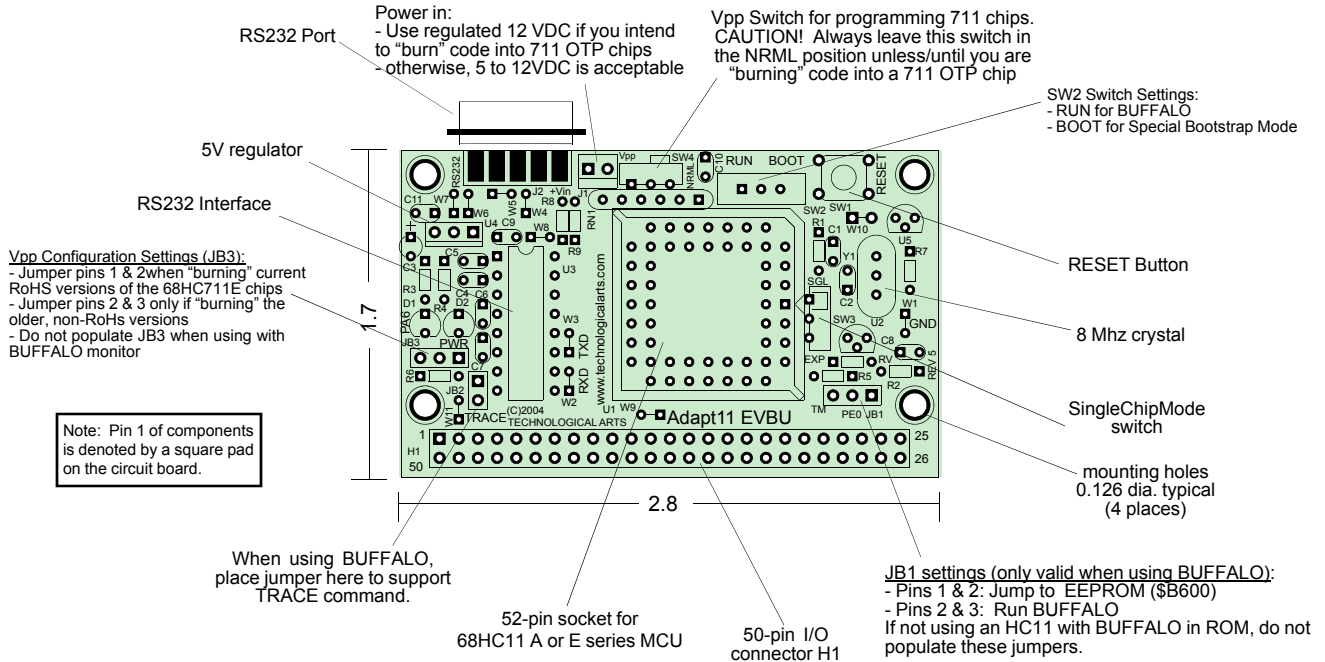 Power in:
- Use regulated 12 VDC if you intend
to “burn” code into 711 OTP chips
- otherwise, 5 to 12VDC is acceptable
Vpp Switch for programming 711 chips.
CAUTION! Always leave this switch in
the NRML position unless/until you are
“burning” code into a 711 OTP chip
RS232 Port
SW2 Switch Settings:
- RUN for BUFFALO
- BOOT for Special Bootstrap Mode
5V regulator
RS232 Interface
Vpp Configuration Settings (JB3):
- Jumper pins 1 & 2when “burning” current
RoHS versions of the 68HC711E chips
- Jumper pins 2 & 3 only if “burning” the
older, non-RoHs versions
- Do not populate JB3 when using with
BUFFALO monitor
1.7
Note: Pin 1 of components
is denoted by a square pad
on the circuit board.
RS232
C11
W7
W6
W5
J2
W4
+Vin
J1
R8
R9
RN1
Vpp
SW4
NRML
C10
RUN
BOOT
SW2
SW1
RESET
U4
C9
W8
U3
C3
+
C5
R3
C4
C6
D1
R4
D2
PA6
PWR
JB3
R6
C7
JB2
W11
TRACE
W3
TXD
RXD
W2
(C)2004
TECHNOLOGICAL ARTS
www.technologicalarts.com
U1
W9
Adapt11 EVBU
R1
C1
W10
U5
R7
Y1
C2
SGL
SW3
U2
W1
GND
C8
EXP
RV
R5
R2
REV 5
TM
PE0
JB1
1
H1
50
25
26
2.8
RESET Button
8 Mhz crystal
SingleChipMode
switch
mounting holes
0.126 dia. typical
(4 places)
When using BUFFALO,
place jumper here to support
TRACE command.
52-pin socket for
68HC11 A or E series MCU
50-pin I/O
connector H1
JB1 settings (only valid when using BUFFALO):
- Pins 1 & 2: Jump to EEPROM ($B600)
- Pins 2 & 3: Run BUFFALO
If not using an HC11 with BUFFALO in ROM, do not
populate these jumpers.